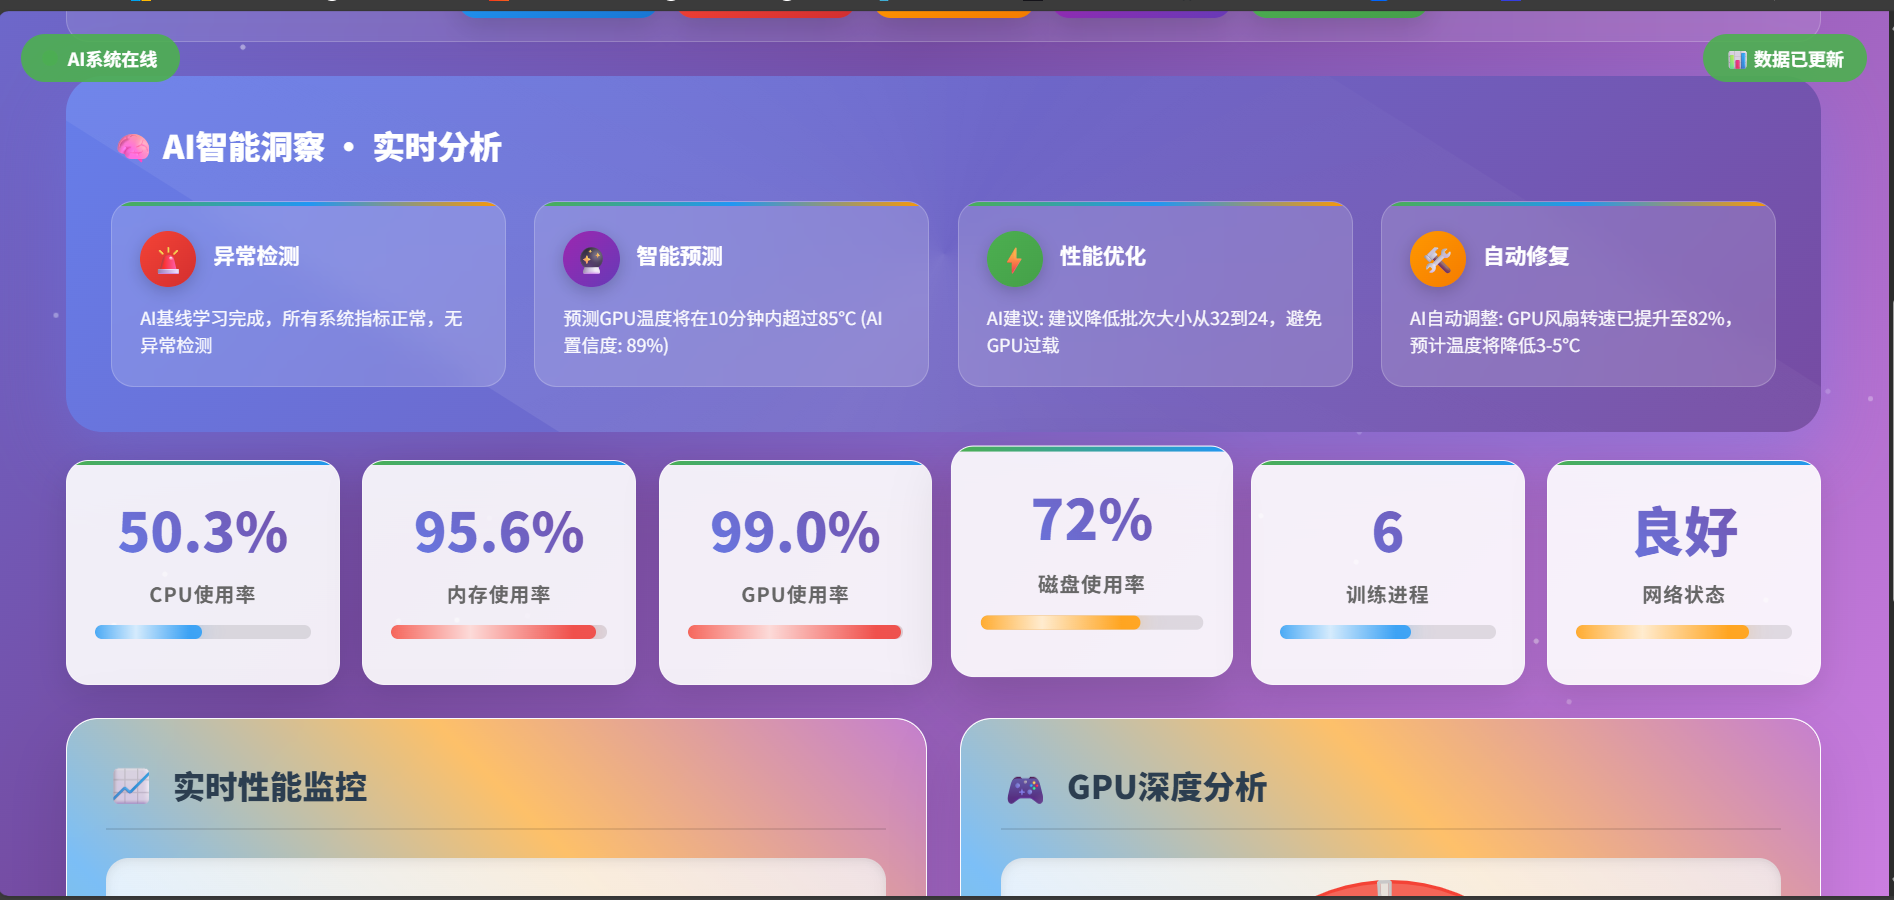 AI系统在线
数据已更新
AI智能洞察 · 实时分析
异常检测
AI基线学习完成，所有系统指标正常，无
异常检测
智能预测
预测GPU温度将在10分钟内超过85°C (AI
置信度: 89%)
性能优化
AI建议: 建议降低批次大小从32到24，避免
GPU过载
自动修复
AI自动调整: GPU风扇转速已提升至82%，
预计温度将降低3-5°C
50.3%
CPU使用率
95.6%
内存使用率
99.0%
GPU使用率
72%
磁盘使用率
6
训练进程
良好
网络状态
实时性能监控
GPU深度分析